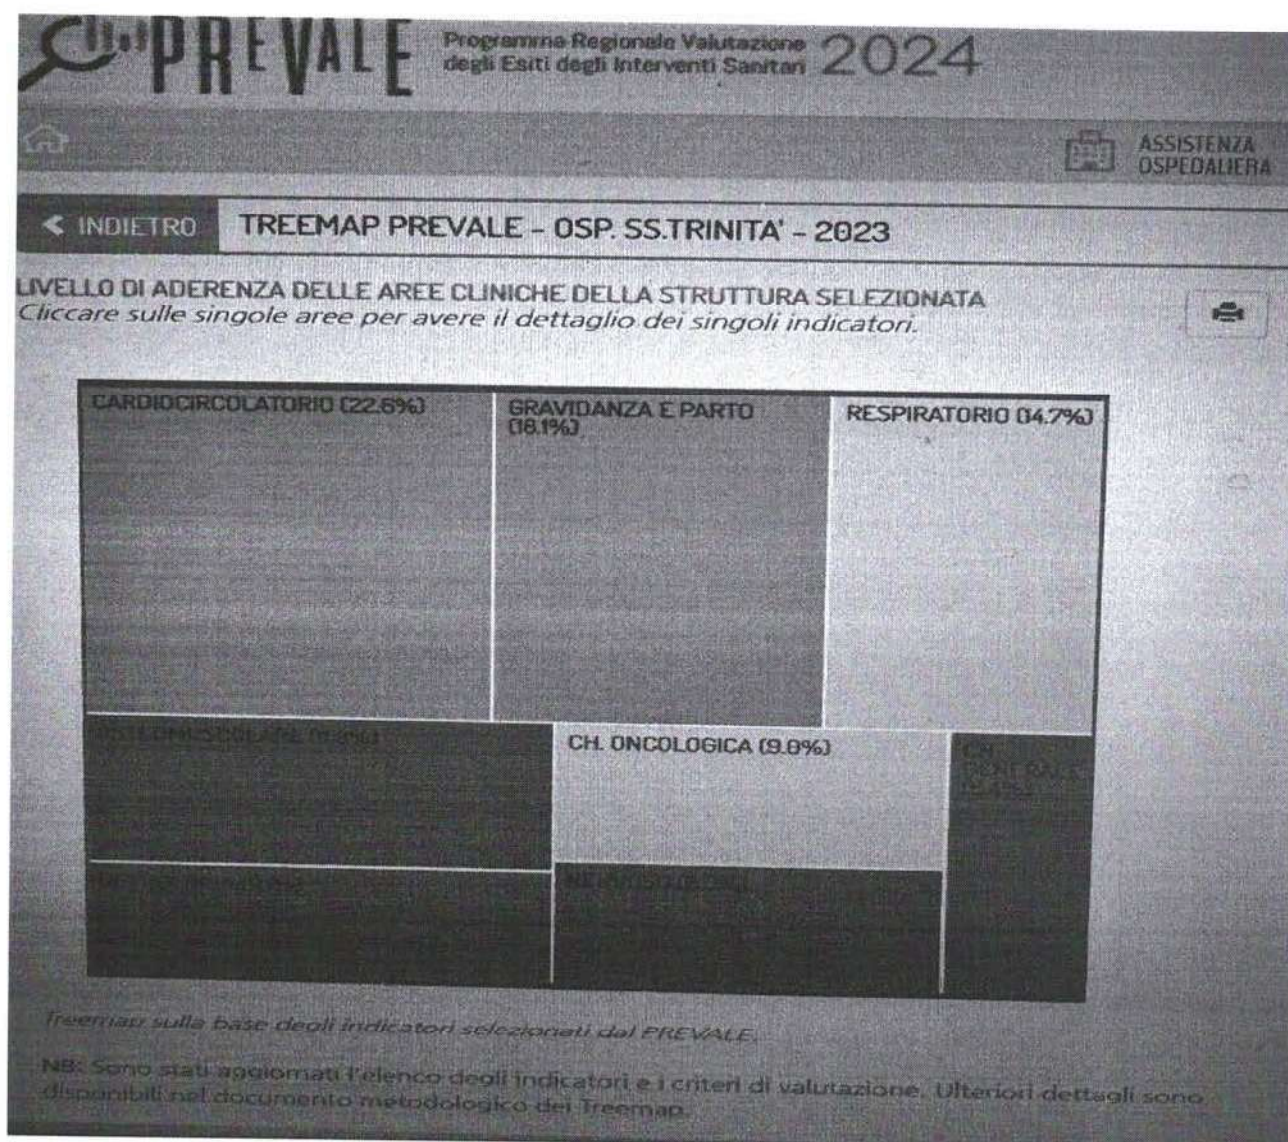 PREVALE
Programma Regionale Valutazione
degli Esiti degli Interventi Sanitari
2024
ASSISTENZA
OSPEDALIERA
INDIETRO
TREEMAP PREVALE - OSP. SS.TRINITA' - 2023
LIVELLO DI ADERENZA DELLE AREE CLINICHE DELLA STRUTTURA SELEZIONATA
Cliccare sulle singole aree per avere il dettaglio dei singoli indicatori.
CARDIOCIRCOLATORIO (22.6%)
GRAVIDANZA E PARTO
(18.1%)
RESPIRATORIO (14.7%)
OSTEOMUSCOLARE
CH. ONCOLOGICA (9.0%)
CH.
GENERALE
Treemap sulla base degli indicatori selezionati dal PREVALE.
NB: Sono stati aggiornati l'elenco degli indicatori e i criteri di valutazione. Ulteriori dettagli sono
disponibili nel documento metodologico dei Treemap.